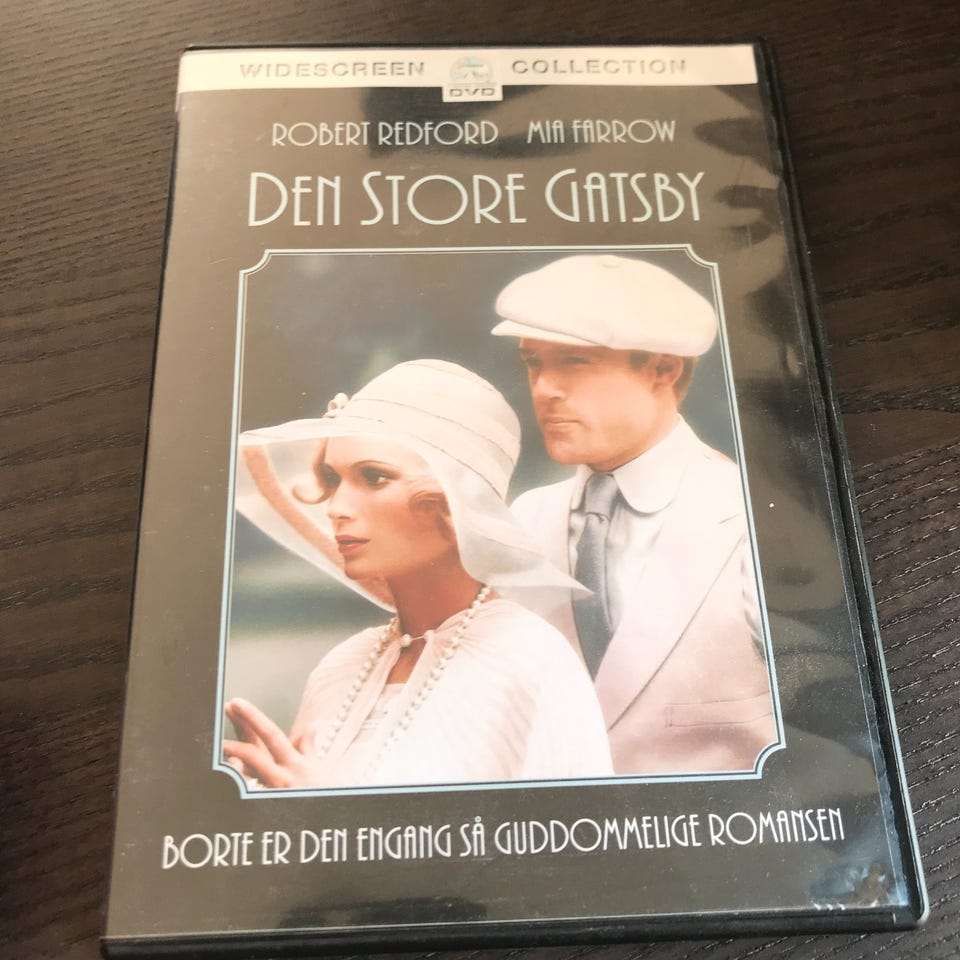 WIDESCREEN DVD COLLECTION
ROBERT REDFORD MIA FARROW
DEN STORE GATSBY
BORTE ER DEN ENGANG SÅ GUDDOMMELIGE ROMANSEN